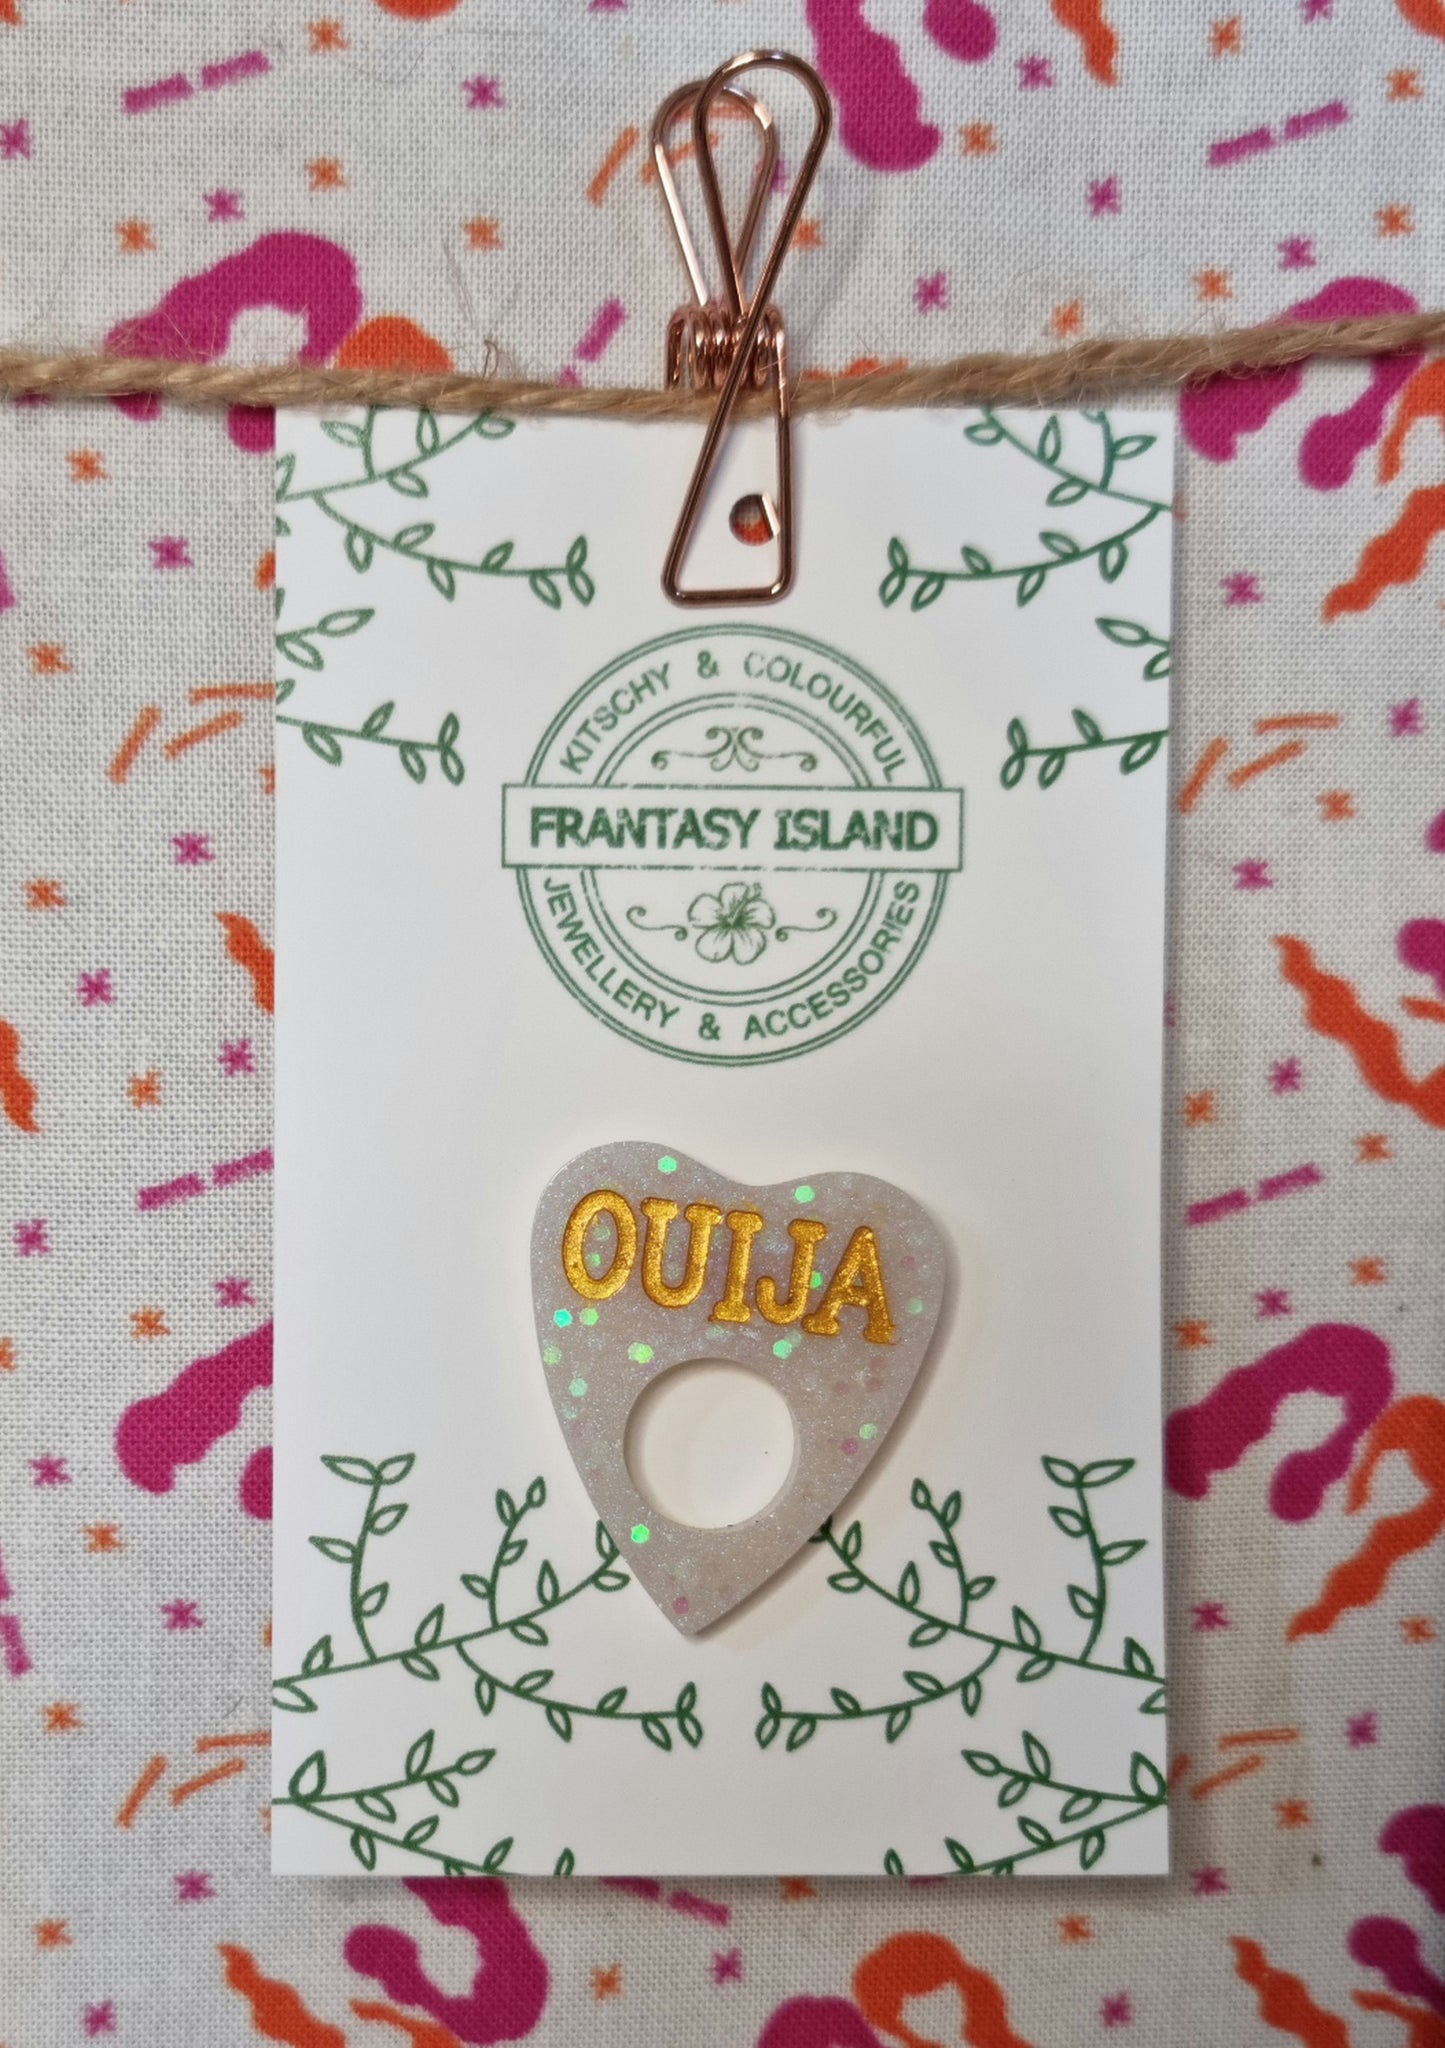 KITSCHY & COLOURFUL
FRANTASY ISLAND
JEWELLERY & ACCESSORIES
OUIJA